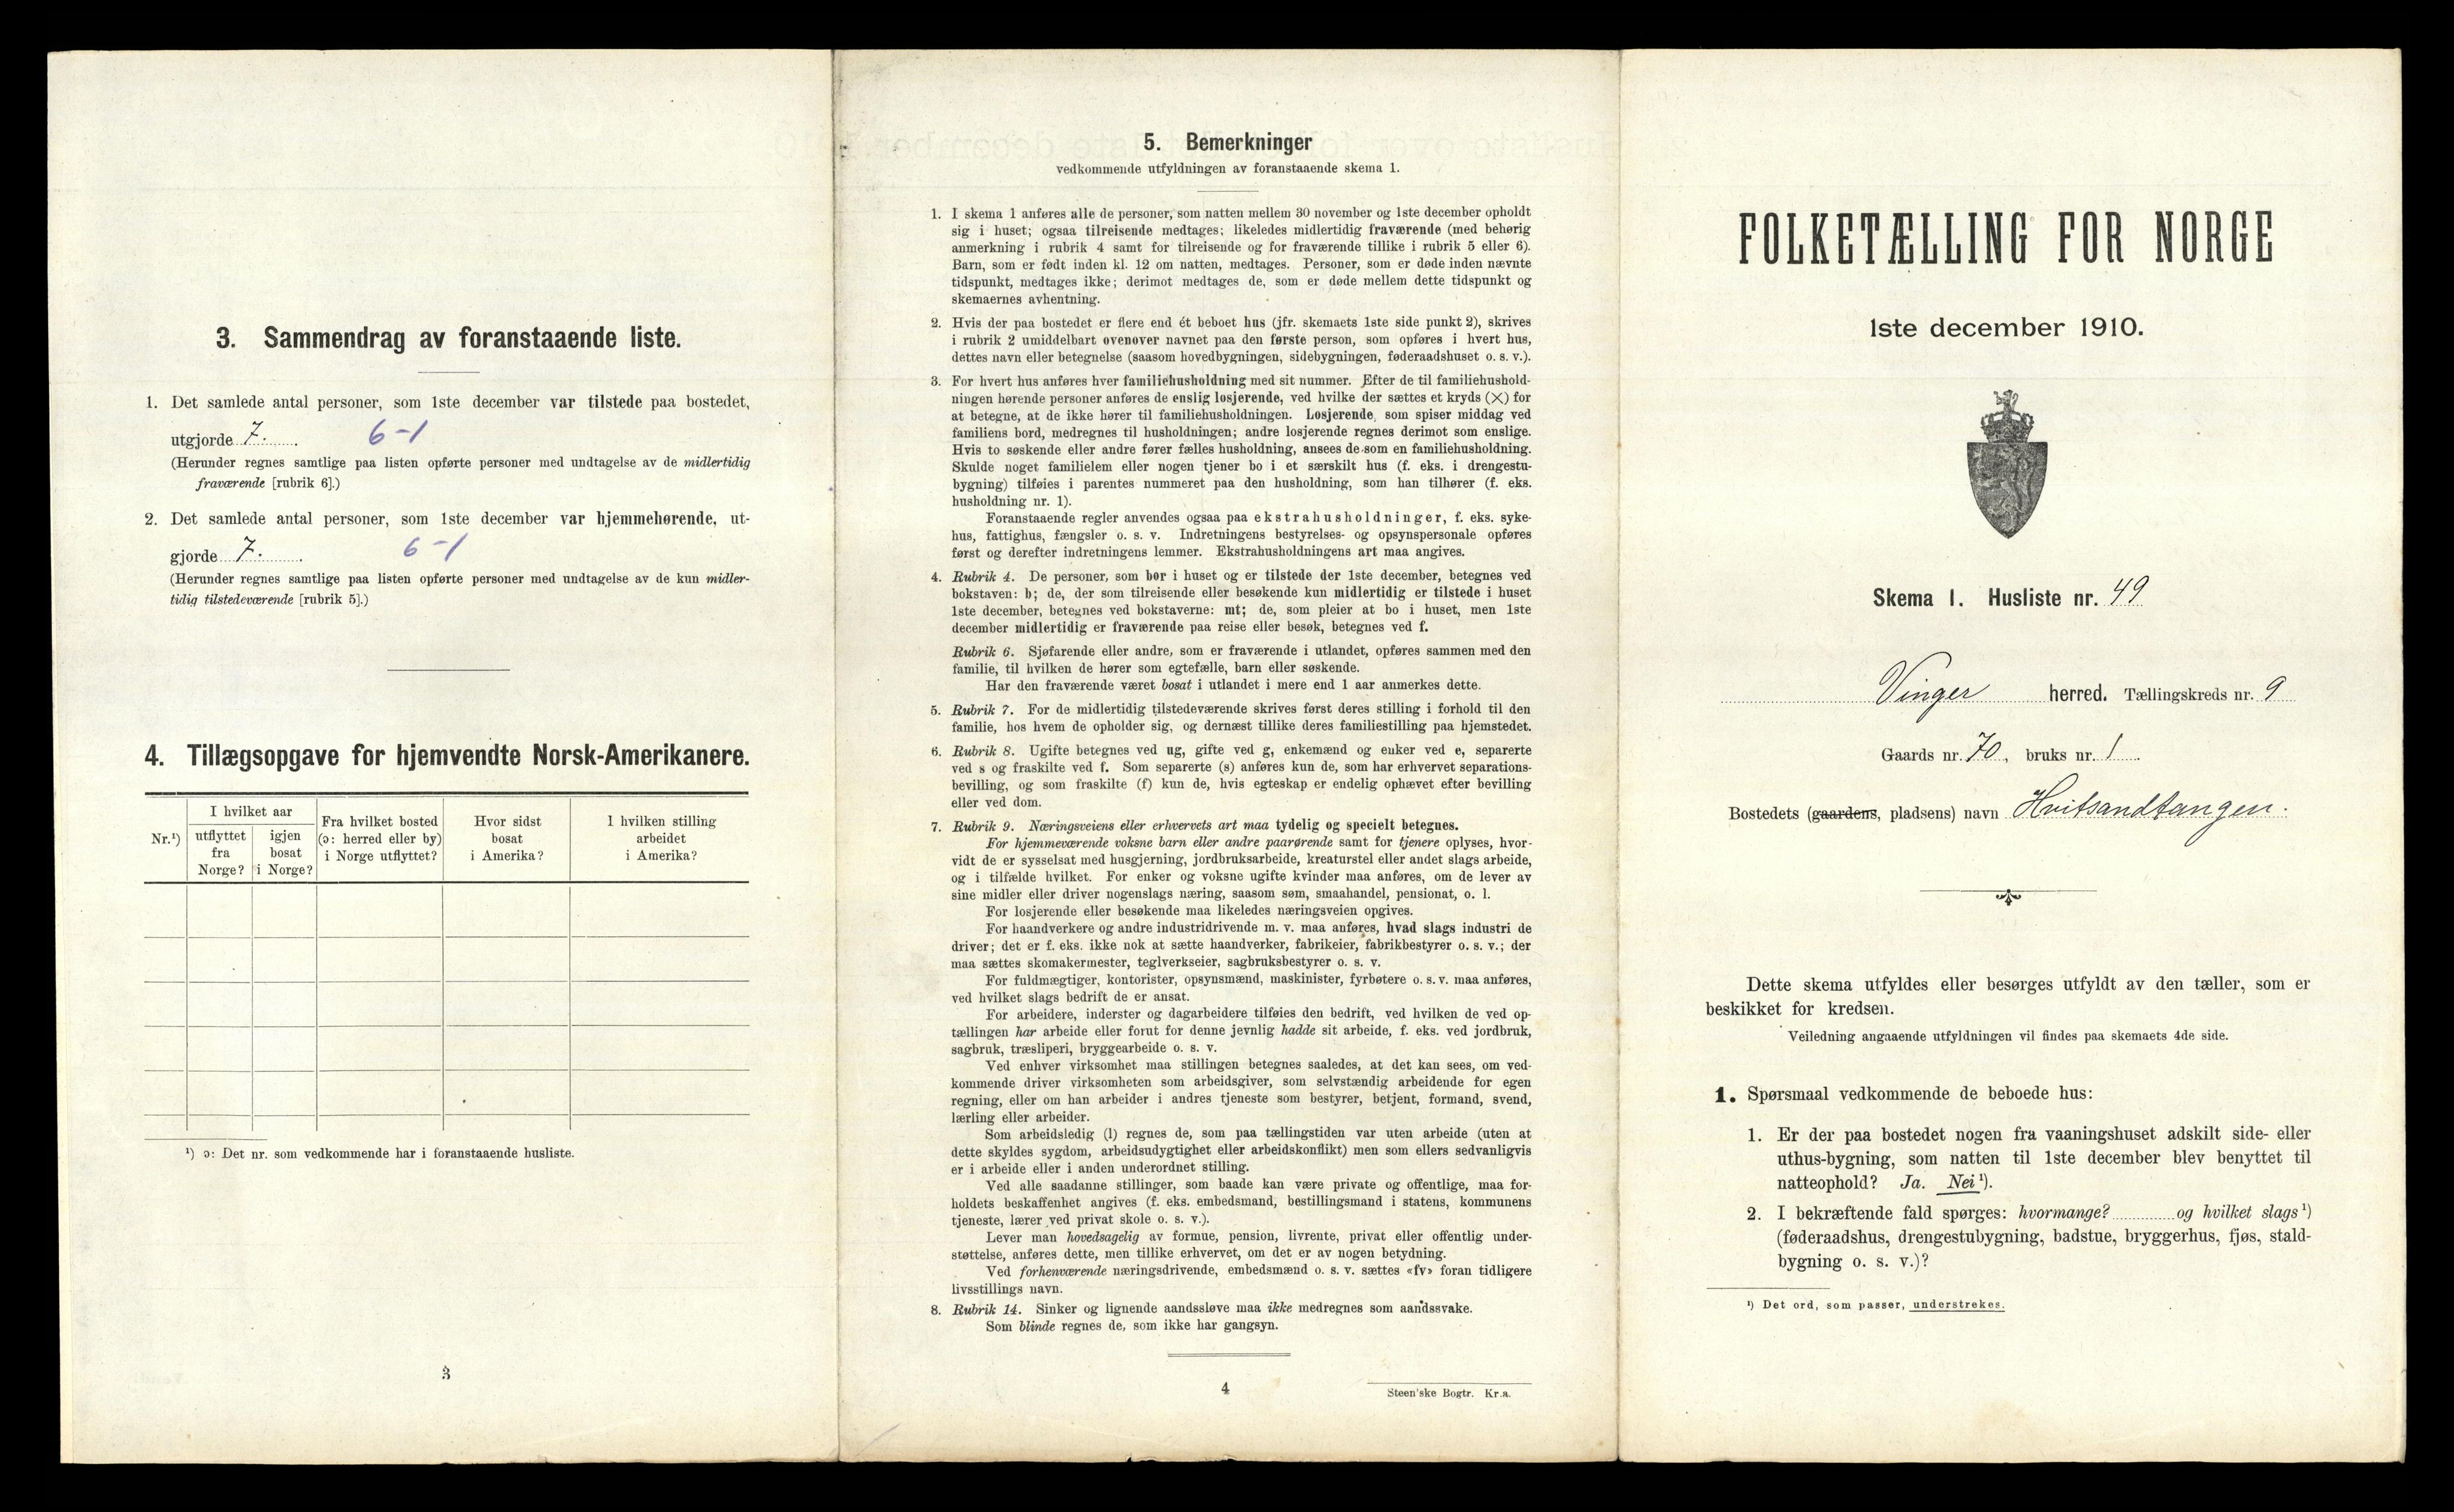 3. Sammendrag av foranstaaende liste.
1. Det samlede antal personer, som 1ste december var tilstede paa bostedet,
utgjorde 7. 6-1
(Herunder regnes samtlige paa listen opførte personer med undtagelse av de midlertidig
fraværende [rubrik 6].)
2. Det samlede antal personer, som 1ste december var hjemmehørende, ut-
gjorde 7. 6-1
(Herunder regnes samtlige paa listen opførte personer med undtagelse av de kun midler-
tidig tilstedeværende [rubrik 5].)
4. Tillægsopgave for hjemvendte Norsk-Amerikanere.
Nr.¹)
I hvilket aar
utflyttet
fra
Norge?
igjen
bosat
i Norge?
Fra hvilket bosted
(ɔ: herred eller by)
i Norge utflyttet?
Hvor sidst
bosat
i Amerika?
I hvilken stilling
arbeidet
i Amerika?
¹) ɔ: Det nr. som vedkommende har i foranstaaende husliste.
3
5. Bemerkninger
vedkommende utfyldningen av foranstaaende skema 1.
1. I skema 1 anføres alle de personer, som natten mellem 30 november og 1ste december opholdt
sig i huset; ogsaa tilreisende medtages; likeledes midlertidig fraværende (med behørig
anmerkning i rubrik 4 samt for tilreisende og for fraværende tillike i rubrik 5 eller 6).
Barn, som er født inden kl. 12 om natten, medtages. Personer, som er døde inden nævnte
tidspunkt, medtages ikke; derimot medtages de, som er døde mellem dette tidspunkt og
skemaernes avhentning.
2. Hvis der paa bostedet er flere end ét beboet hus (jfr. skemaets 1ste side punkt 2), skrives
i rubrik 2 umiddelbart ovenover navnet paa den første person, som opføres i hvert hus,
dettes navn eller betegnelse (saasom hovedbygningen, sidebygningen, føderaadshuset o. s. v.).
3. For hvert hus anføres hver familiehusholdning med sit nummer. Efter de til familiehushold-
ningen hørende personer anføres de enslig losjerende, ved hvilke der sættes et kryds (×) for
at betegne, at de ikke hører til familiehusholdningen. Losjerende, som spiser middag ved
familiens bord, medregnes til husholdningen; andre losjerende regnes derimot som enslige.
Hvis to søskende eller andre fører fælles husholdning, ansees de som en familiehusholdning.
Skulde noget familielem eller nogen tjener bo i et særskilt hus (f. eks. i drengestu-
bygning) tilføies i parentes nummeret paa den husholdning, som han tilhører (f. eks.
husholdning nr. 1).
Foranstaaende regler anvendes ogsaa paa ekstrahusholdninger, f. eks. syke-
hus, fattighus, fængsler o. s. v. Indretningens bestyrelses- og opsynspersonale opføres
først og derefter indretningens lemmer. Ekstrahusholdningens art maa angives.
4. Rubrik 4. De personer, som bor i huset og er tilstede der 1ste december, betegnes ved
bokstaven: b; de, der som tilreisende eller besøkende kun midlertidig er tilstede i huset
1ste december, betegnes ved bokstaverne: mt; de, som pleier at bo i huset, men 1ste
december midlertidig er fraværende paa reise eller besøk, betegnes ved f.
Rubrik 6. Sjøfarende eller andre, som er fraværende i utlandet, opføres sammen med den
familie, til hvilken de hører som egtefælle, barn eller søskende.
Har den fraværende været bosat i utlandet i mere end 1 aar anmerkes dette.
5. Rubrik 7. For de midlertidig tilstedeværende skrives først deres stilling i forhold til den
familie, hos hvem de opholder sig, og dernæst tillike deres familiestilling paa hjemstedet.
6. Rubrik 8. Ugifte betegnes ved ug, gifte ved g, enkemænd og enker ved e, separerte
ved s og fraskilte ved f. Som separerte (s) anføres kun de, som har erhvervet separations-
bevilling, og som fraskilte (f) kun de, hvis egteskap er endelig ophævet efter bevilling
eller ved dom.
7. Rubrik 9. Næringsveiens eller erhvervets art maa tydelig og specielt betegnes.
For hjemmeværende voksne barn eller andre paarørende samt for tjenere oplyses, hvor-
vidt de er sysselsat med husgjerning, jordbruksarbeide, kreaturstel eller andet slags arbeide,
og i tilfælde hvilket. For enker og voksne ugifte kvinder maa anføres, om de lever av
sine midler eller driver nogenslags næring, saasom søm, smaahandel, pensionat, o. l.
For losjerende eller besøkende maa likeledes næringsveien opgives.
For haandverkere og andre industridrivende m. v. maa anføres, hvad slags industri de
driver; det er f. eks. ikke nok at sætte haandverker, fabrikeier, fabrikbestyrer o. s. v.; der
maa sættes skomakermester, teglverkseier, sagbruksbestyrer o. s. v.
For fuldmægtiger, kontorister, opsynsmænd, maskinister, fyrbøtere o. s. v. maa anføres,
ved hvilket slags bedrift de er ansat.
For arbeidere, inderster og dagarbeidere tilføies den bedrift, ved hvilken de ved op-
tællingen har arbeide eller forut for denne jevnlig hadde sit arbeide, f. eks. ved jordbruk,
sagbruk, træsliperi, bryggearbeide o. s. v.
Ved enhver virksomhet maa stillingen betegnes saaledes, at det kan sees, om ved-
kommende driver virksomheten som arbeidsgiver, som selvstændig arbeidende for egen
regning, eller om han arbeider i andres tjeneste som bestyrer, betjent, formand, svend,
lærling eller arbeider.
Som arbeidsledig (l) regnes de, som paa tællingstiden var uten arbeide (uten at
dette skyldes sygdom, arbeidsudygtighet eller arbeidskonflikt) men som ellers sedvanligvis
er i arbeide eller i anden underordnet stilling.
Ved alle saadanne stillinger, som baade kan være private og offentlige, maa for-
holdets beskaffenhet angives (f. eks. embedsmand, bestillingsmand i statens, kommunens
tjeneste, lærer ved privat skole o. s. v.).
Lever man hovedsagelig av formue, pension, livrente, privat eller offentlig under-
støttelse, anføres dette, men tillike erhvervet, om det er av nogen betydning.
Ved forhenværende næringsdrivende, embedsmænd o. s. v. sættes «fv» foran tidligere
livsstillings navn.
8. Rubrik 14. Sinker og lignende aandssløve maa ikke medregnes som aandssvake.
Som blinde regnes de, som ikke har gangsyn.
4
Steen'ske Bogtr. Kr.a.
FOLKETÆLLING FOR NORGE
1ste december 1910.
Skema 1. Husliste nr. 49
Vinger herred. Tællingskreds nr. 9
Gaards nr. 70, bruks nr. 1
Bostedets (gaardens, pladsens) navn Hvitsandtangen.
Dette skema utfyldes eller besørges utfyldt av den tæller, som er
beskikket for kredsen.
Veiledning angaaende utfyldningen vil findes paa skemaets 4de side.
1. Spørsmaal vedkommende de beboede hus:
1. Er der paa bostedet nogen fra vaaningshuset adskilt side- eller
uthus-bygning, som natten til 1ste december blev benyttet til
natteophold? Ja. Nei ¹).
2. I bekræftende fald spørges: hvormange? og hvilket slags ¹)
(føderaadshus, drengestubygning, badstue, bryggerhus, fjøs, stald-
bygning o. s. v.)?
¹) Det ord, som passer, understrekes.